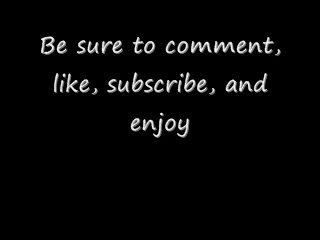 Be sure to comment,
like, subscribe, and
enjoy